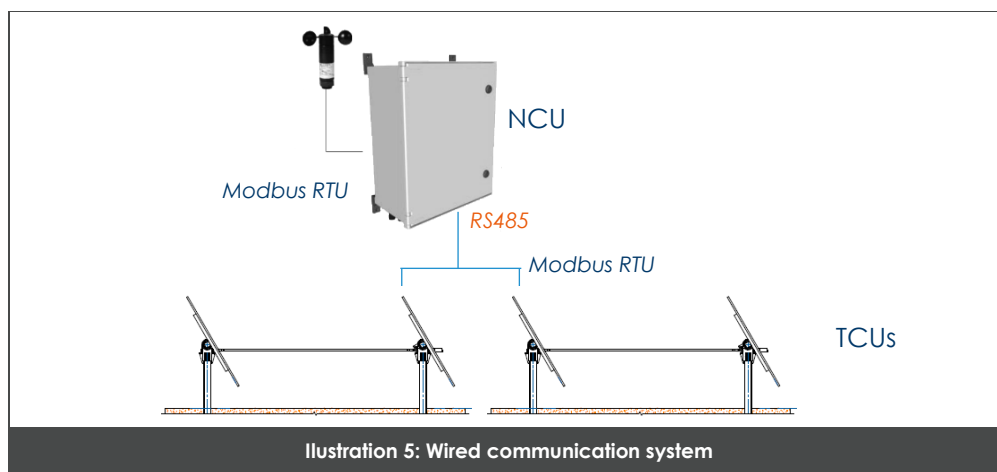 NCU
Modbus RTU
RS485
Modbus RTU
TCUs
Ilustration 5: Wired communication system